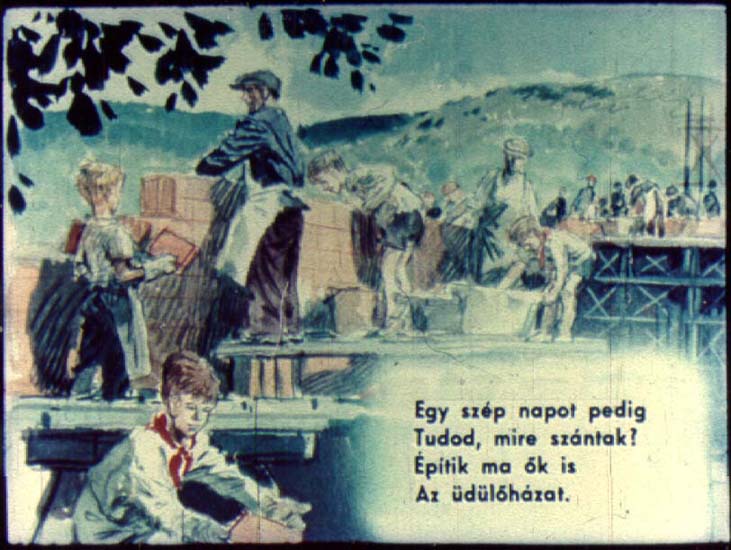 Egy szép napot pedig
Tudod, mire szántak?
Építik ma ők is
Az üdülőházat.